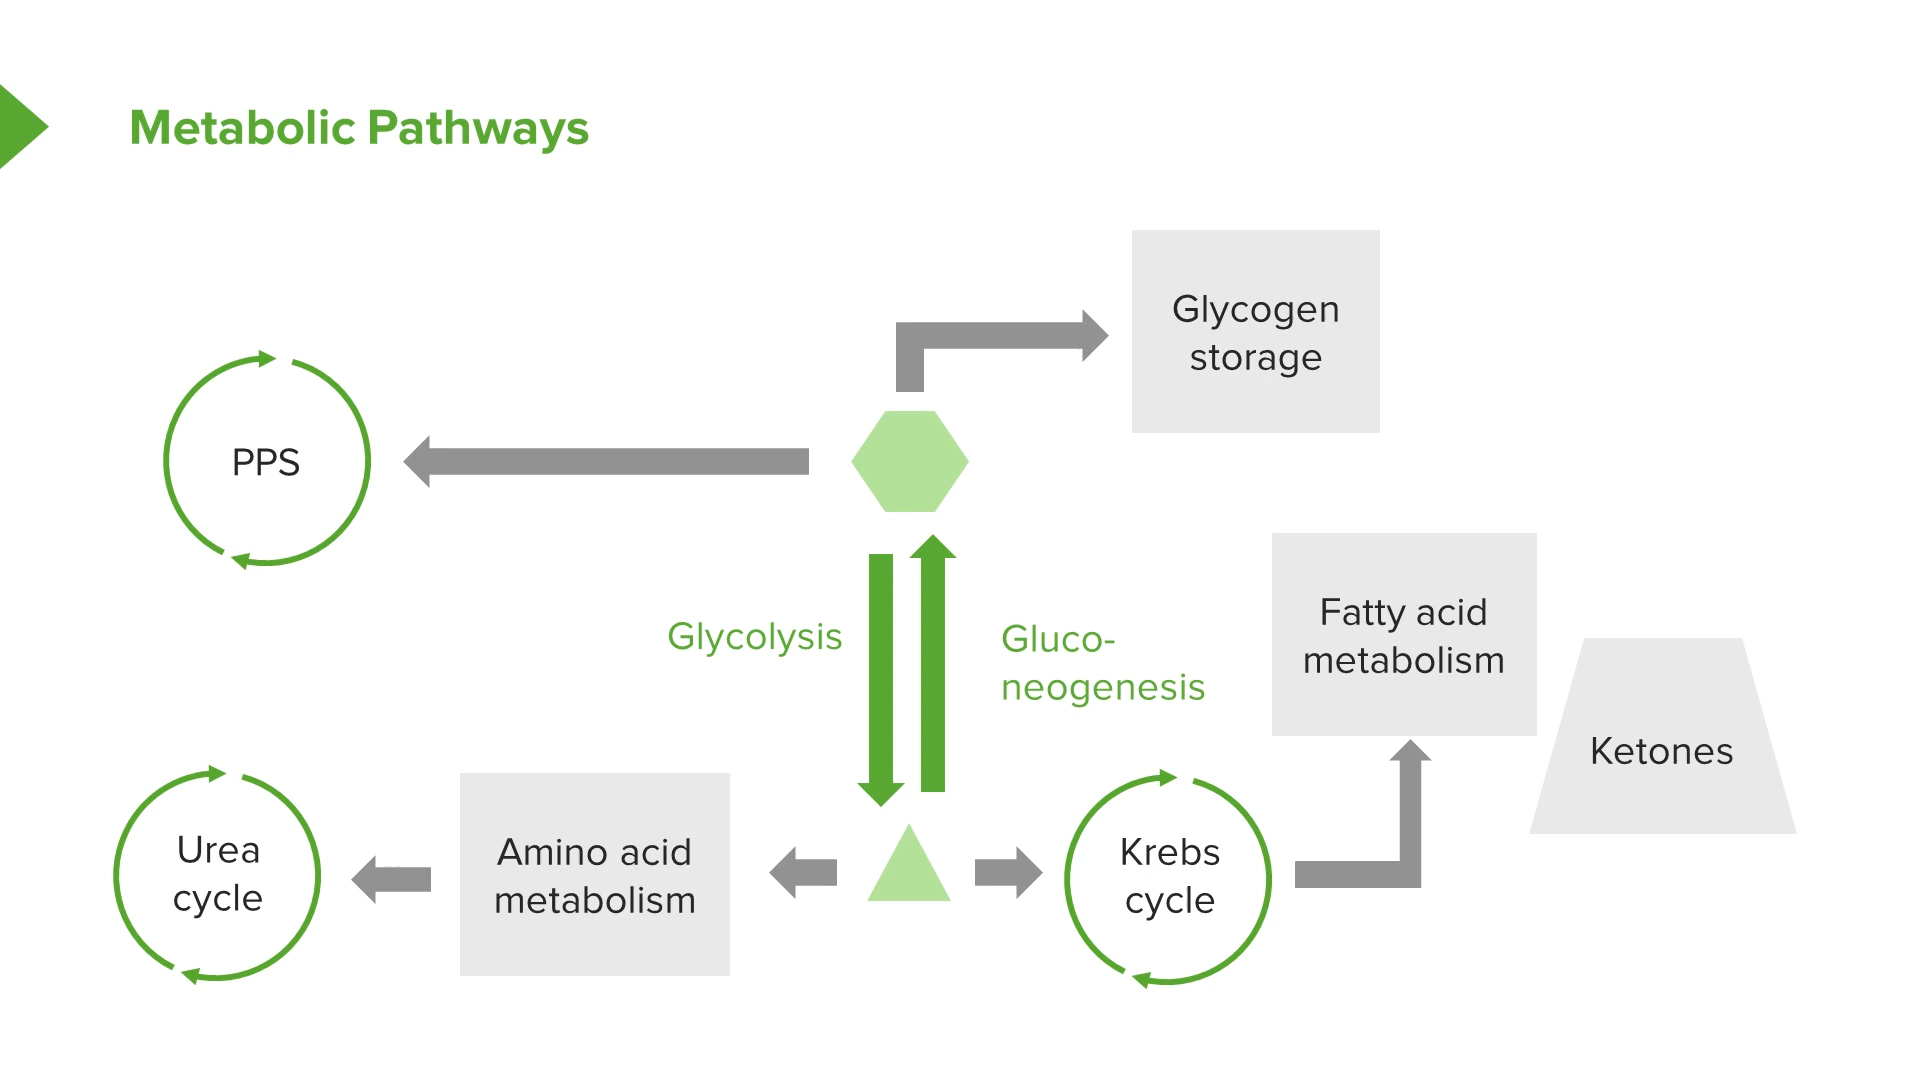 Metabolic Pathways
Glycogen
storage
PPS
Glycolysis
Gluco-
neogenesis
Fatty acid
metabolism
Ketones
Urea
cycle
Amino acid
metabolism
Krebs
cycle